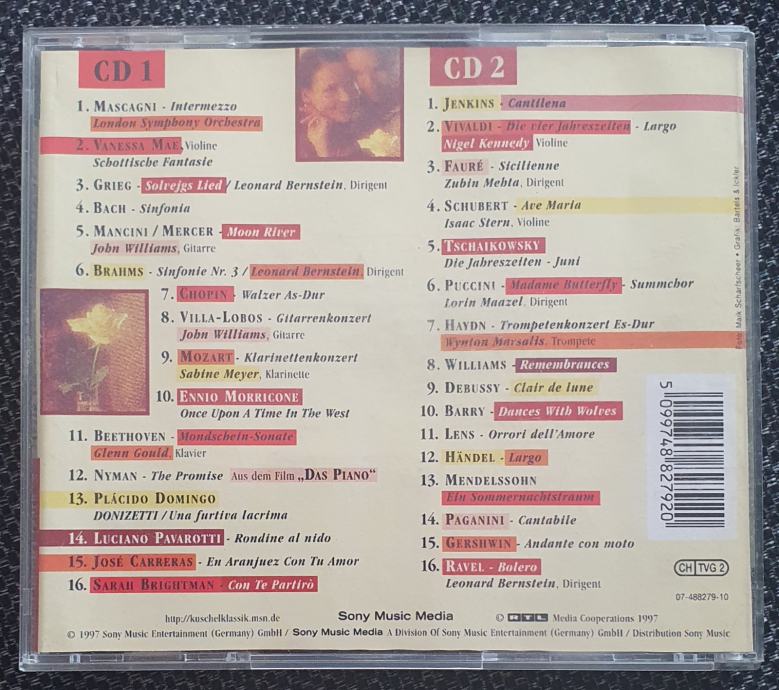 CD 1
1. MASCAGNI - Intermezzo
London Symphony Orchestra
2. VANESSA MAE, Violine
Schottische Fantasie
3. GRIEG - Solvejgs Lied / Leonard Bernstein, Dirigent
4. BACH - Sinfonia
5. MANCINI / MERCER - Moon River
John Williams, Gitarre
6. BRAHMS - Sinfonie Nr. 3 / Leonard Bernstein, Dirigent
7. CHOPIN - Walzer As-Dur
8. VILLA-LOBOS - Gitarrenkonzert
John Williams, Gitarre
9. MOZART - Klarinettenkonzert
Sabine Meyer, Klarinette
10. ENNIO MORRICONE
Once Upon A Time In The West
11. BEETHOVEN - Mondschein-Sonate
Glenn Gould, Klavier
12. NYMAN - The Promise Aus dem Film „DAS PIANO“
13. PLÁCIDO DOMINGO
DONIZETTI / Una furtiva lacrima
14. LUCIANO PAVAROTTI - Rondine al nido
15. JOSÉ CARRERAS - En Aranjuez Con Tu Amor
16. SARAH BRIGHTMAN - Con Te Partirò
CD 2
1. JENKINS - Cantilena
2. VIVALDI - Die vier Jahreszeiten - Largo
Nigel Kennedy Violine
3. FAURÉ - Sicilienne
Zubin Mehta, Dirigent
4. SCHUBERT - Ave Maria
Isaac Stern, Violine
5. TSCHAIKOWSKY
Die Jahreszeiten - Juni
6. PUCCINI - Madame Butterfly - Summchor
Lorin Maazel, Dirigent
7. HAYDN - Trompetenkonzert Es-Dur
Wynton Marsalis, Trompete
8. WILLIAMS - Remembrances
9. DEBUSSY - Clair de lune
10. BARRY - Dances With Wolves
11. LENS - Orrori dell'Amore
12. HÄNDEL - Largo
13. MENDELSSOHN
Ein Sommernachtstraum
14. PAGANINI - Cantabile
15. GERSHWIN - Andante con moto
16. RAVEL - Bolero
Leonard Bernstein, Dirigent
Foto: Maik Scharfscheer • Grafik: Bartels & Ickler
5 099748 827920
CH TVG 2
07-488279-10
http://kuschelklassik.msn.de
Sony Music Media
© RTL Media Cooperations 1997
© 1997 Sony Music Entertainment (Germany) GmbH / Sony Music Media A Division Of Sony Music Entertainment (Germany) GmbH / Distribution Sony Music